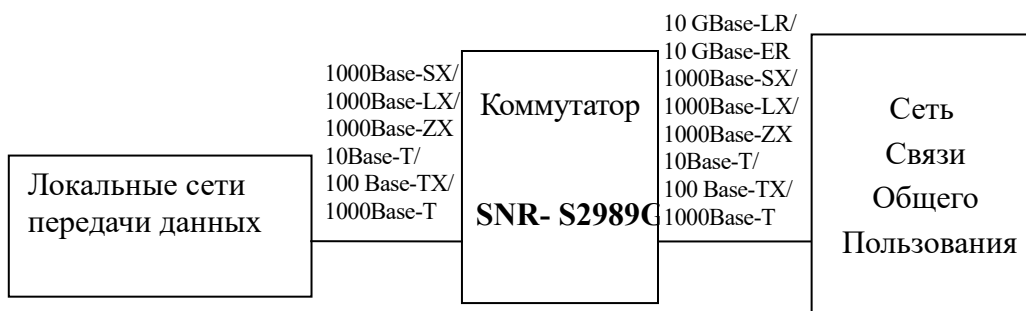 Локальные сети
передачи данных
1000Base-SX/
1000Base-LX/
1000Base-ZX
10Base-T/
100 Base-TX/
1000Base-T
Коммутатор
SNR- S2989G
10 GBase-LR/
10 GBase-ER
1000Base-SX/
1000Base-LX/
1000Base-ZX
10Base-T/
100 Base-TX/
1000Base-T
Сеть
Связи
Общего
Пользования